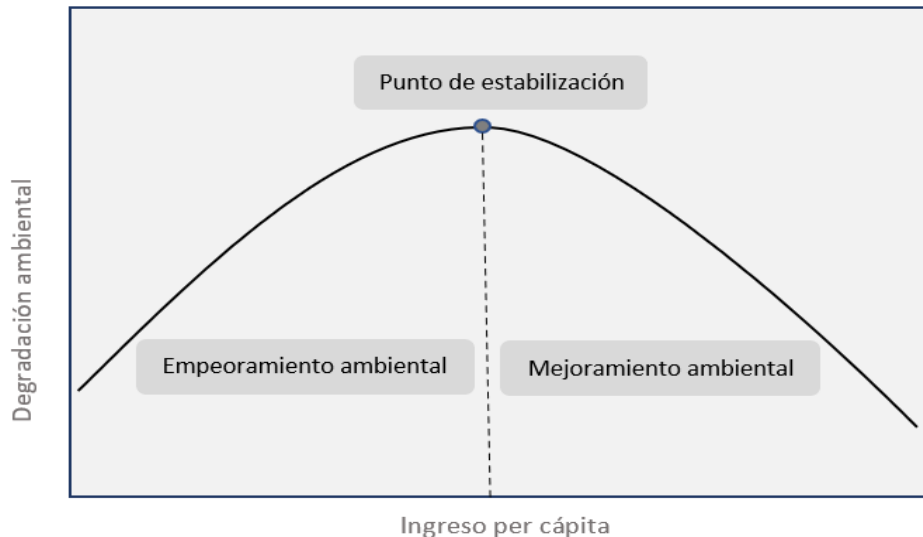 Punto de estabilización
Degradación ambiental
Empeoramiento ambiental
Mejoramiento ambiental
Ingreso per cápita